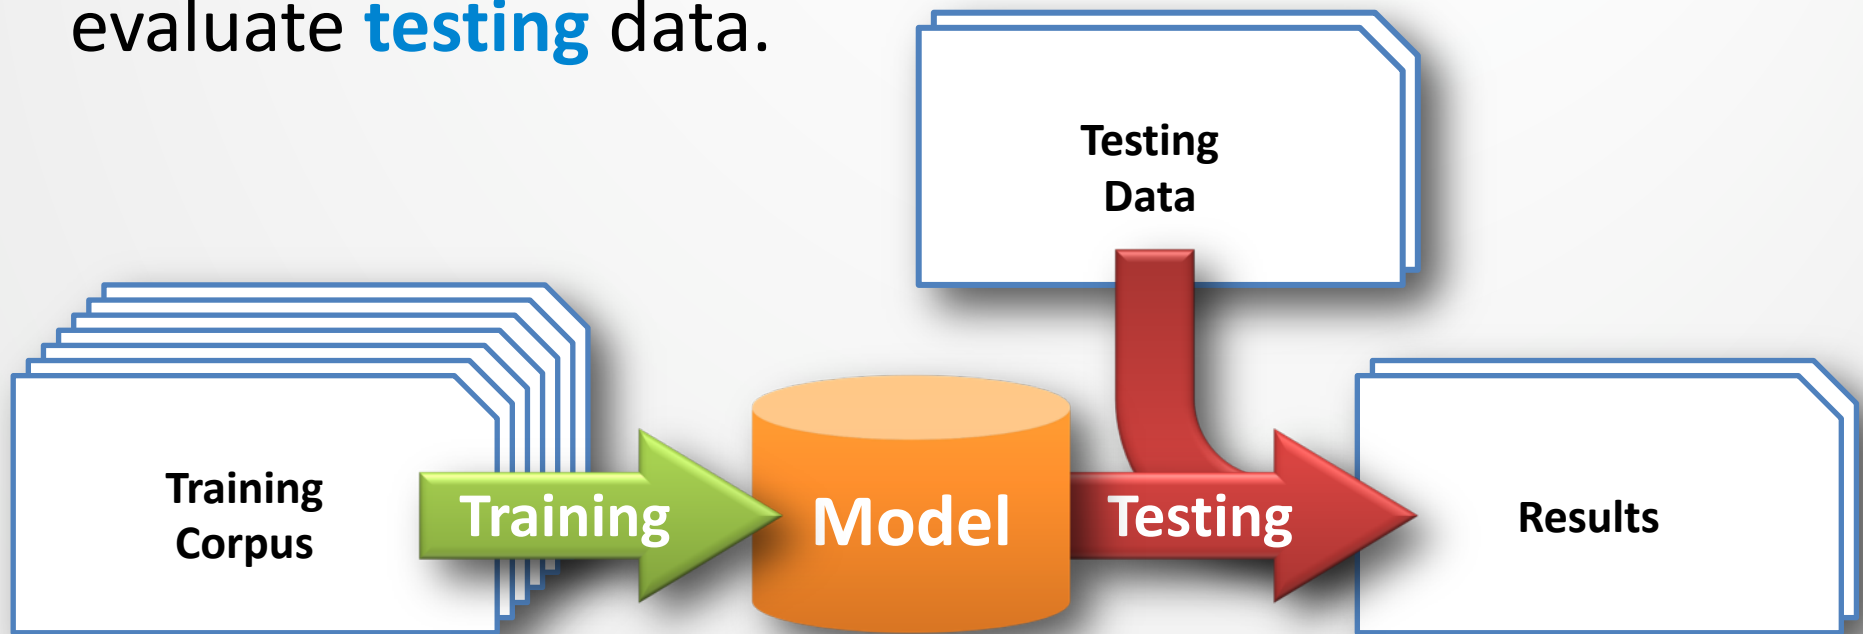 evaluate testing data.
Testing
Data
Training
Corpus
Training
Model
Testing
Results